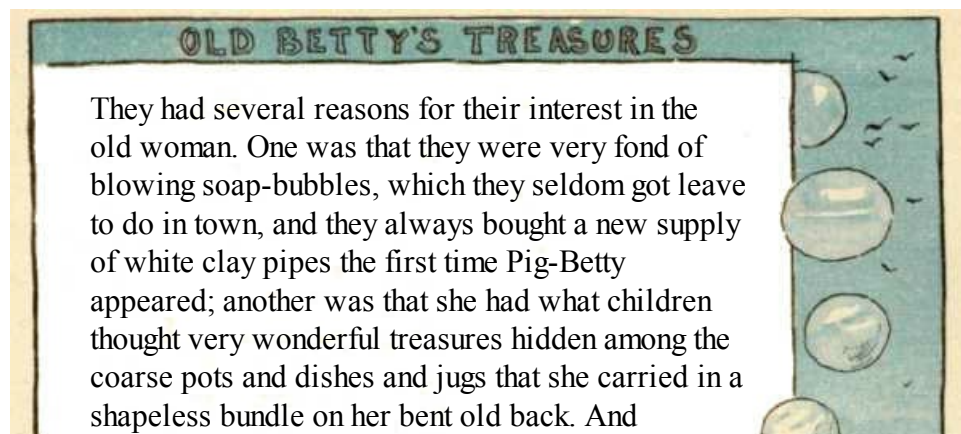 OLD BETTY'S TREASURES
They had several reasons for their interest in the
old woman. One was that they were very fond of
blowing soap-bubbles, which they seldom got leave
to do in town, and they always bought a new supply
of white clay pipes the first time Pig-Betty
appeared; another was that she had what children
thought very wonderful treasures hidden among the
coarse pots and dishes and jugs that she carried in a
shapeless bundle on her bent old back. And